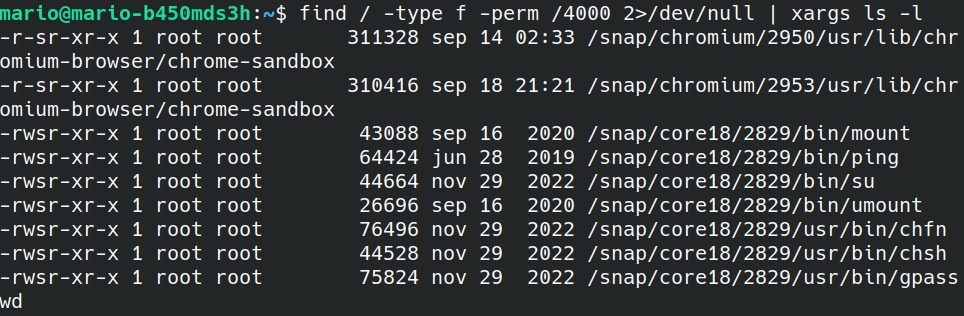 mario@mario-b450mds3h:~$ find / -type f -perm /4000 2>/dev/null | xargs ls -l
-r-sr-xr-x 1 root root       311328 sep 14 02:33 /snap/chromium/2950/usr/lib/chr
omium-browser/chrome-sandbox
-r-sr-xr-x 1 root root       310416 sep 18 21:21 /snap/chromium/2953/usr/lib/chr
omium-browser/chrome-sandbox
-rwsr-xr-x 1 root root        43088 sep 16  2020 /snap/core18/2829/bin/mount
-rwsr-xr-x 1 root root        64424 jun 28  2019 /snap/core18/2829/bin/ping
-rwsr-xr-x 1 root root        44664 nov 29  2022 /snap/core18/2829/bin/su
-rwsr-xr-x 1 root root        26696 sep 16  2020 /snap/core18/2829/bin/umount
-rwsr-xr-x 1 root root        76496 nov 29  2022 /snap/core18/2829/usr/bin/chfn
-rwsr-xr-x 1 root root        44528 nov 29  2022 /snap/core18/2829/usr/bin/chsh
-rwsr-xr-x 1 root root        75824 nov 29  2022 /snap/core18/2829/usr/bin/gpass
wd